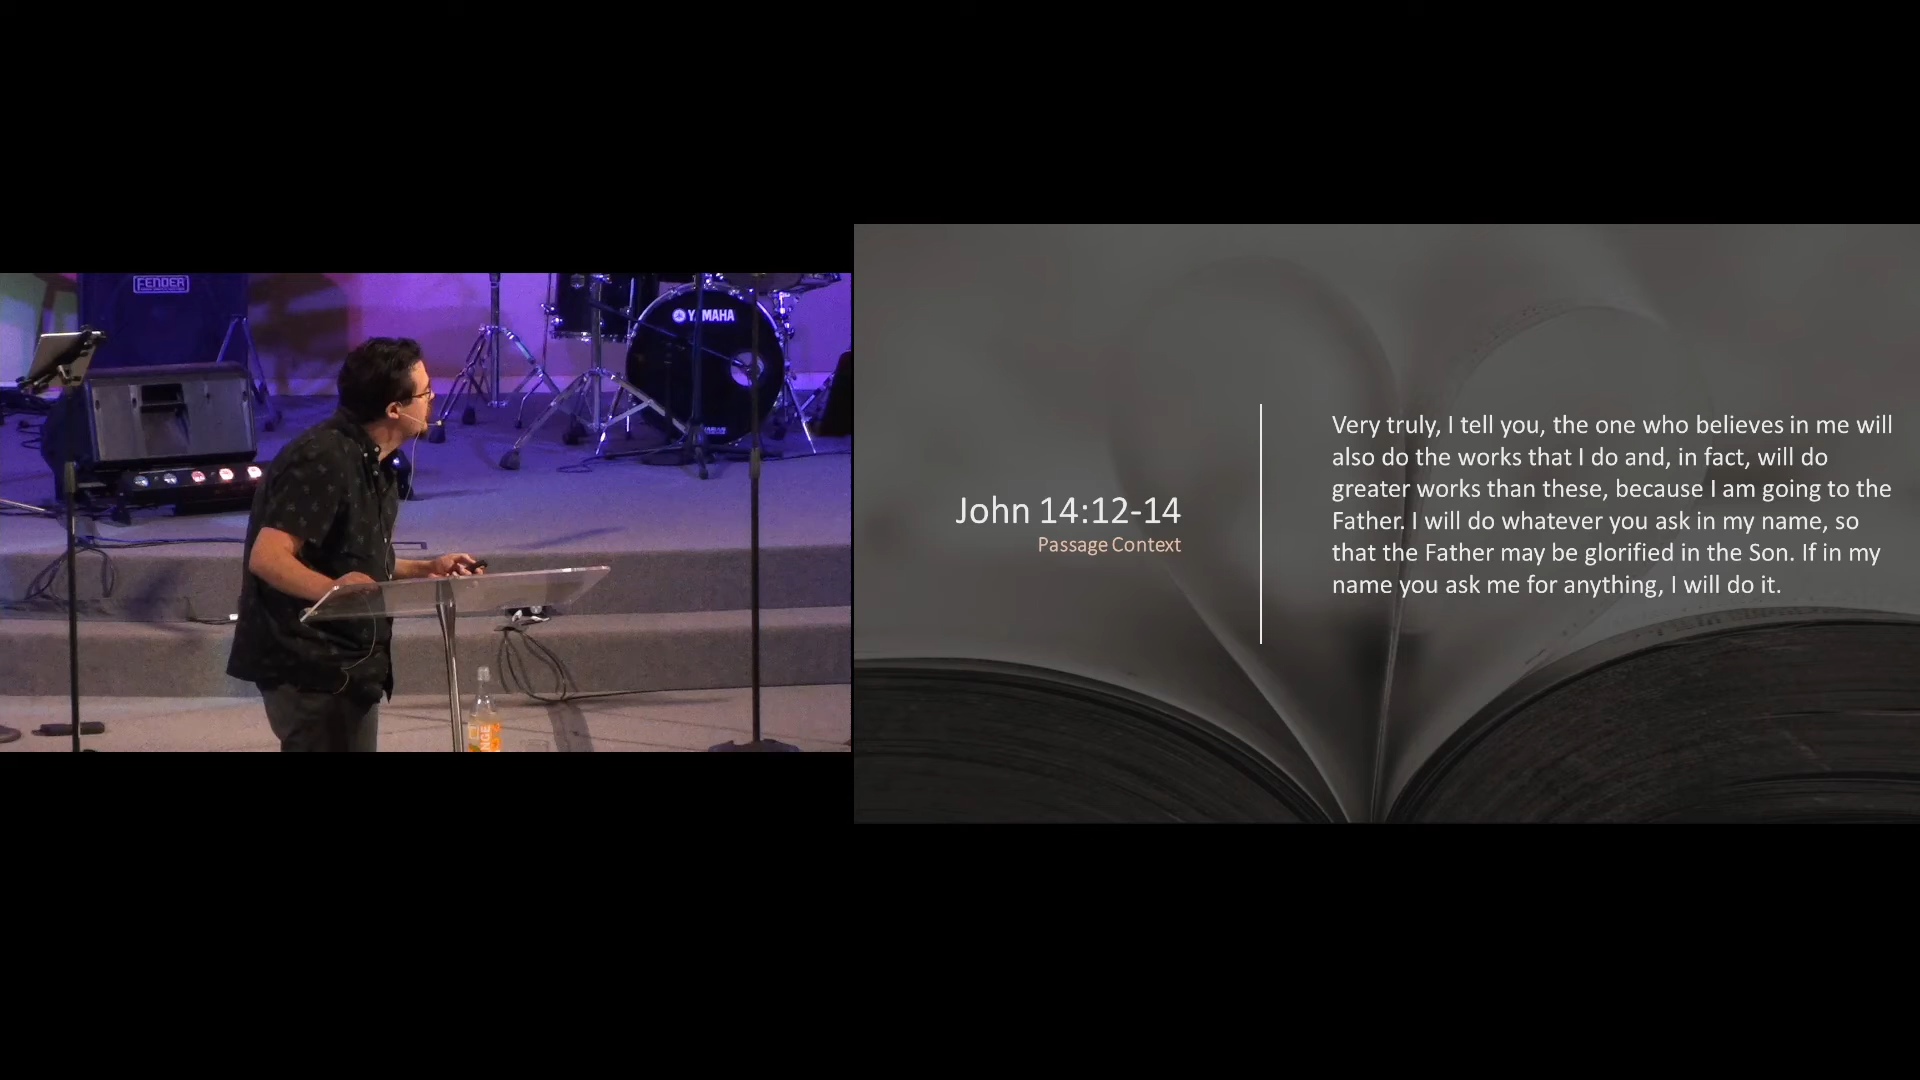 FENDER
YAMAHA
NGE
John 14:12-14
Passage Context
Very truly, I tell you, the one who believes in me will
also do the works that I do and, in fact, will do
greater works than these, because I am going to the
Father. I will do whatever you ask in my name, so
that the Father may be glorified in the Son. If in my
name you ask me for anything, I will do it.